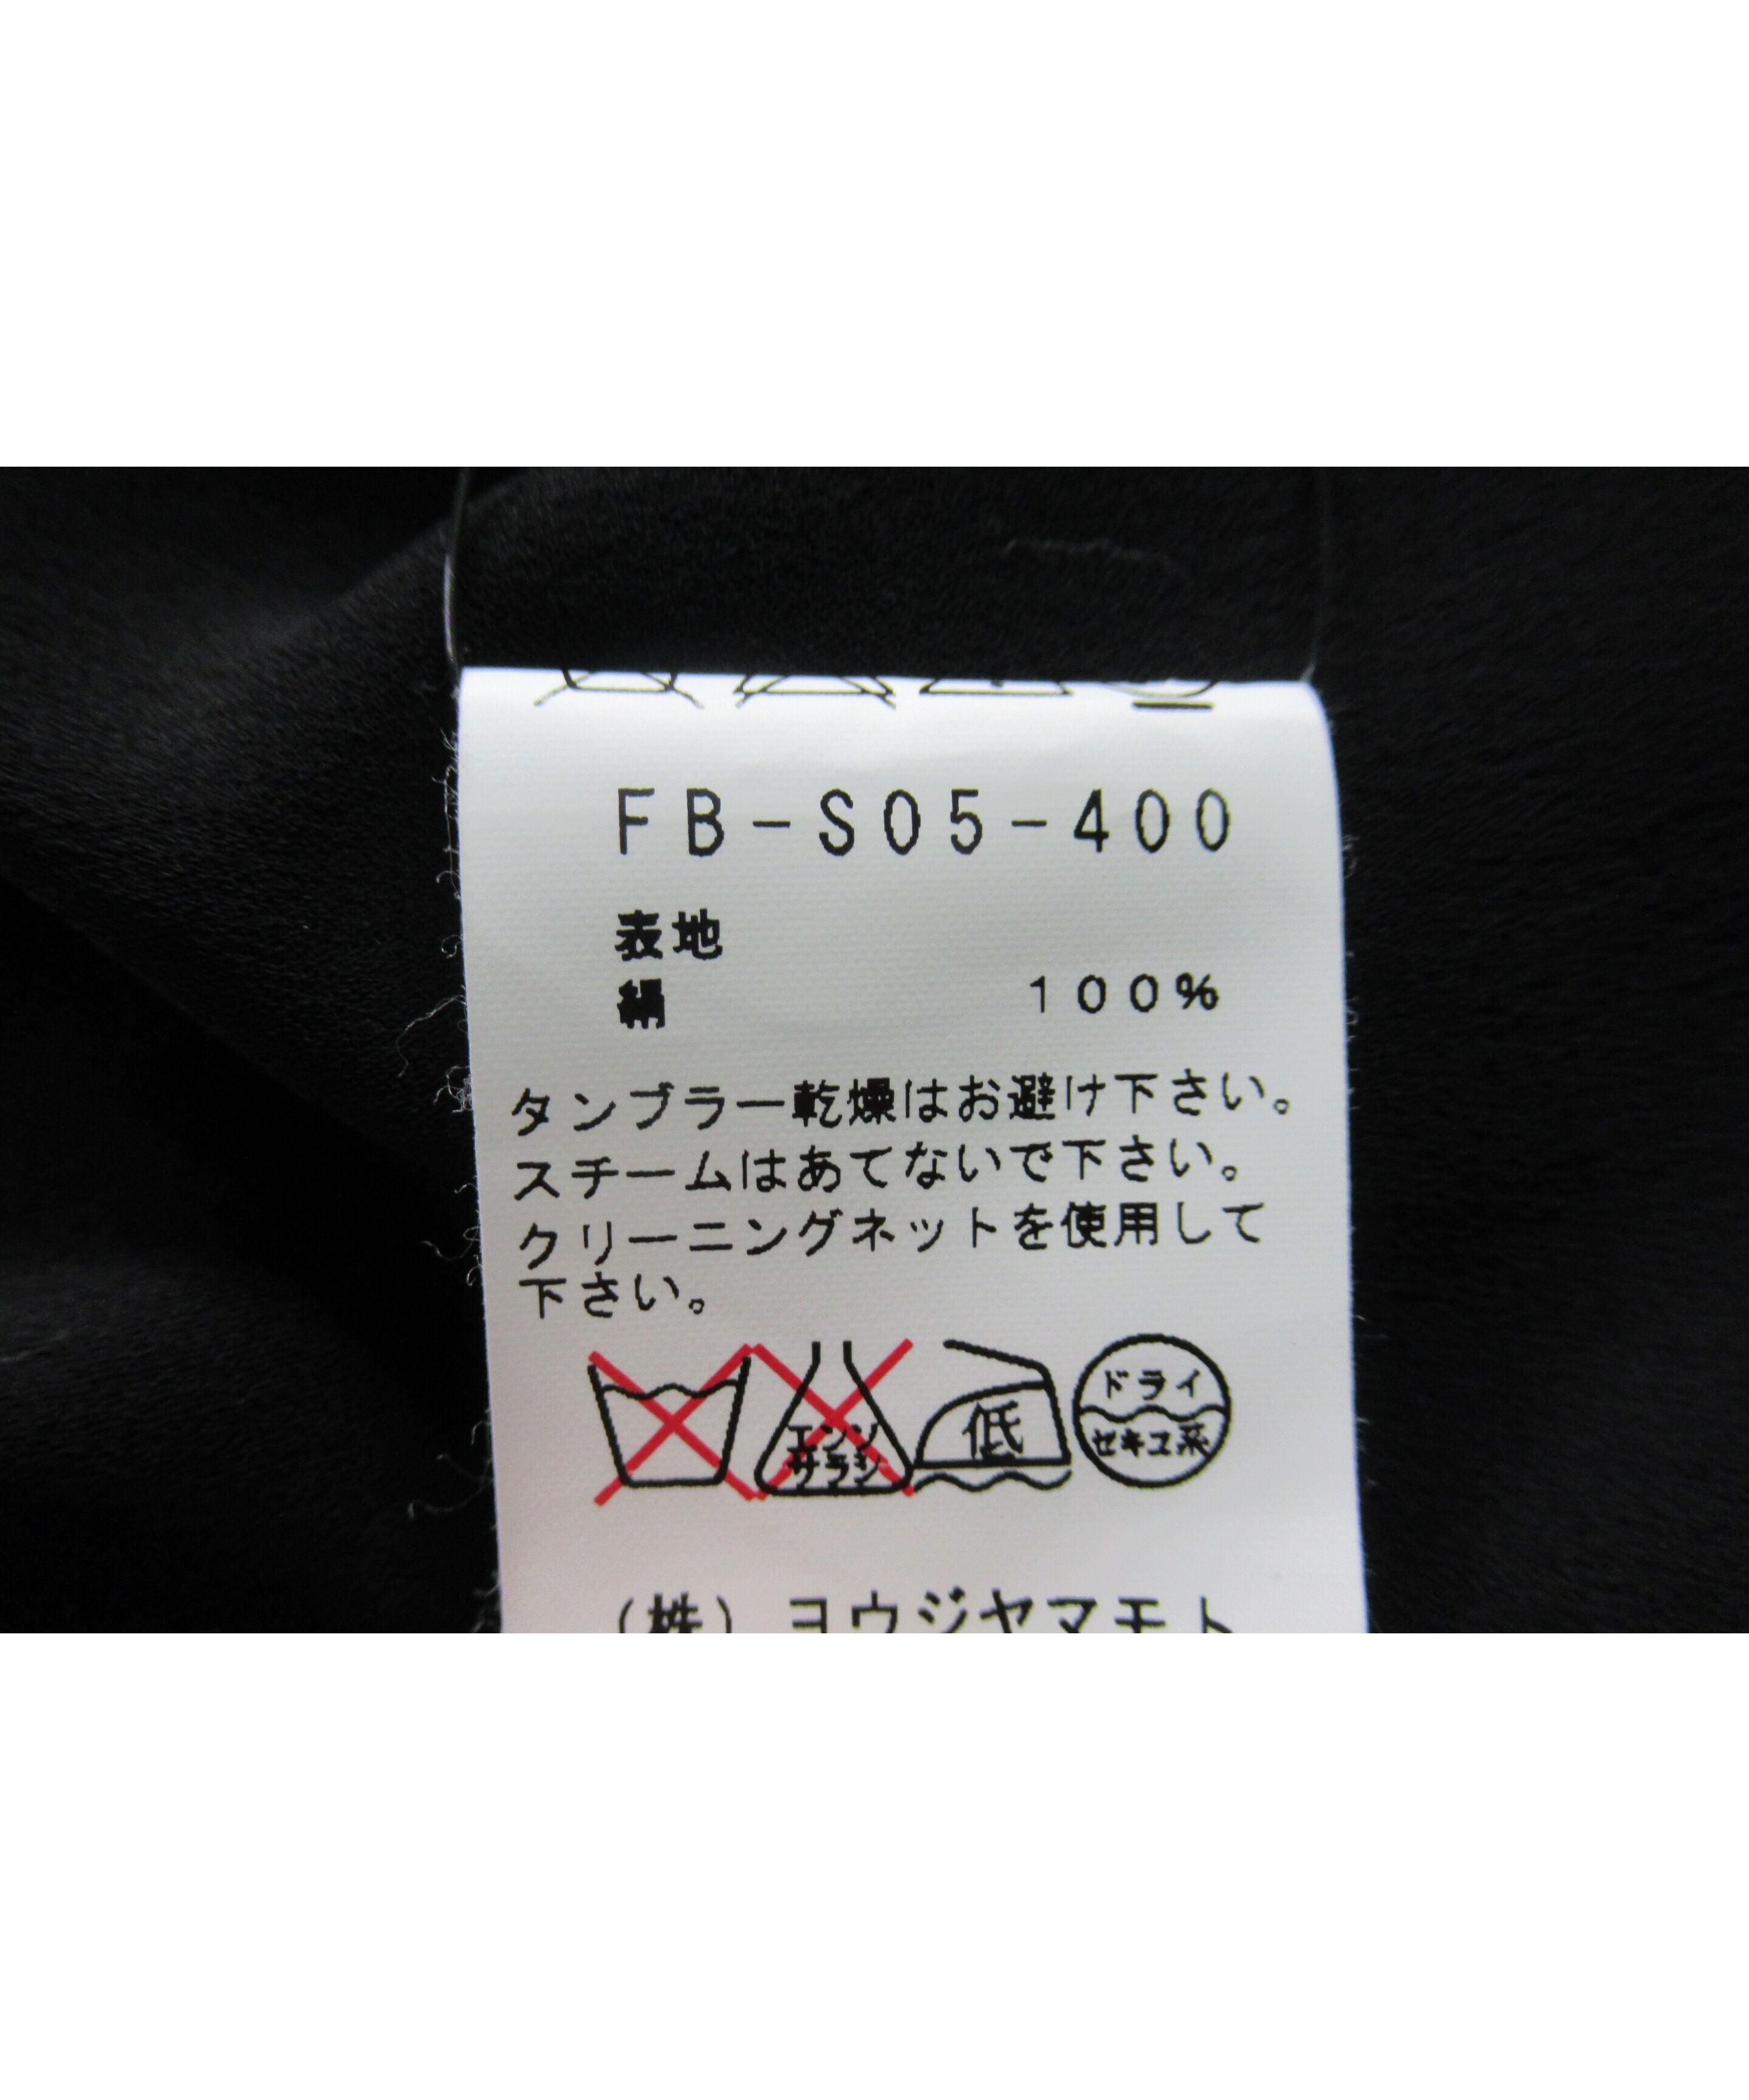 FB-S05-400
表地
絹 100%
タンブラー乾燥はお避け下さい。
スチームはあてないで下さい。
クリーニングネットを使用して
下さい。
エンソ
サラシ
低
ドライ
セキユ系
(株)ヨウジヤマモト